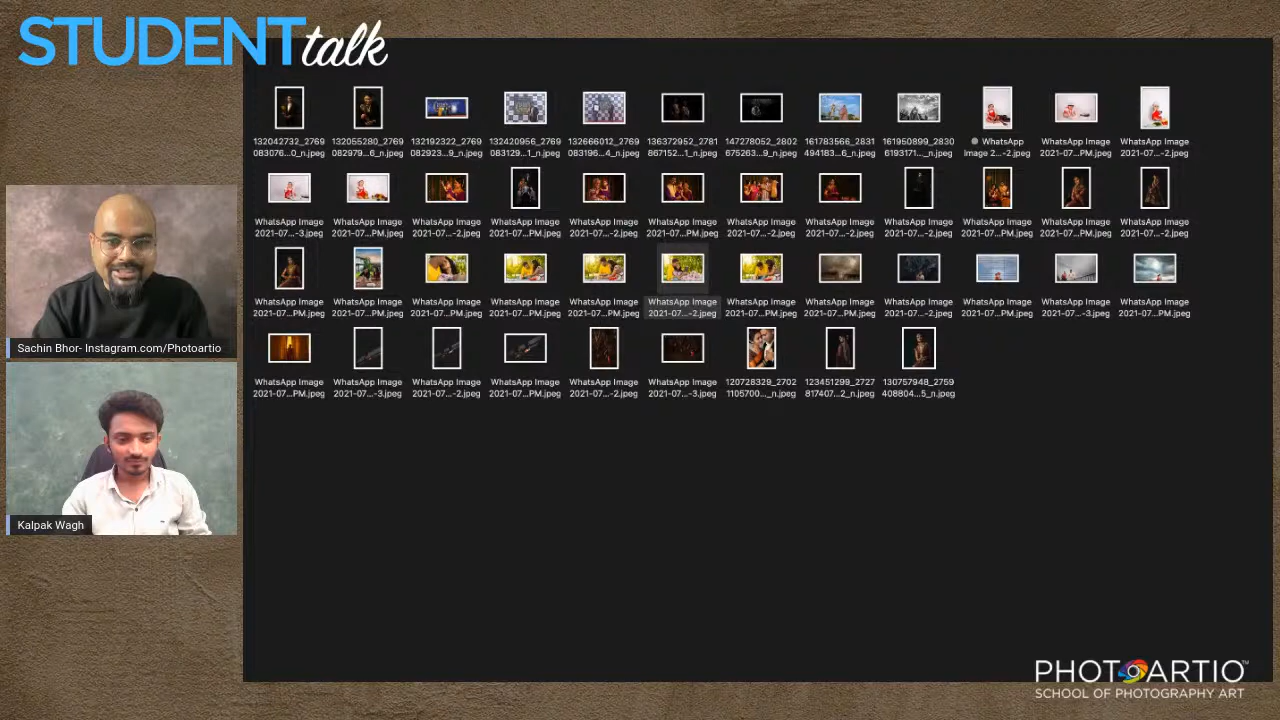 STUDENT talk
132042732_2769 132055280_2769 132192322_2769 132420956_2769 132666012_2769 136372952_2781 147278052_2802 161783566_2831 161950899_2830 WhatsApp WhatsApp Image WhatsApp Image
083076...0_n.jpeg 082979...6_n.jpeg 082923...9_n.jpeg 083129...1_n.jpeg 083196...4_n.jpeg 867152...1_n.jpeg 675263...9_n.jpeg 494183...6_n.jpeg 6193171..._n.jpeg Image 2...-2.jpeg 2021-07...PM.jpeg 2021-07...-2.jpeg
WhatsApp Image WhatsApp Image WhatsApp Image WhatsApp Image WhatsApp Image WhatsApp Image WhatsApp Image WhatsApp Image WhatsApp Image WhatsApp Image WhatsApp Image WhatsApp Image
2021-07...-3.jpeg 2021-07...PM.jpeg 2021-07...-2.jpeg 2021-07...PM.jpeg 2021-07...-2.jpeg 2021-07...PM.jpeg 2021-07...-2.jpeg 2021-07...-2.jpeg 2021-07...-2.jpeg 2021-07...PM.jpeg 2021-07...PM.jpeg 2021-07...-2.jpeg
WhatsApp Image WhatsApp Image WhatsApp Image WhatsApp Image WhatsApp Image WhatsApp Image WhatsApp Image WhatsApp Image WhatsApp Image WhatsApp Image WhatsApp Image WhatsApp Image
2021-07...PM.jpeg 2021-07...PM.jpeg 2021-07...PM.jpeg 2021-07...PM.jpeg 2021-07...PM.jpeg 2021-07...-2.jpeg 2021-07...PM.jpeg 2021-07...PM.jpeg 2021-07...-2.jpeg 2021-07...PM.jpeg 2021-07...-3.jpeg 2021-07...PM.jpeg
Sachin Bhor- Instagram.com/Photoartio
WhatsApp Image WhatsApp Image WhatsApp Image WhatsApp Image WhatsApp Image WhatsApp Image 120728329_2702 123451299_2727 130757948_2759
2021-07...PM.jpeg 2021-07...-3.jpeg 2021-07...-2.jpeg 2021-07...PM.jpeg 2021-07...-2.jpeg 2021-07...-3.jpeg 1105700..._n.jpeg 817407...2_n.jpeg 408804...5_n.jpeg
Kalpak Wagh
PHOTOARTIO™
SCHOOL OF PHOTOGRAPHY ART